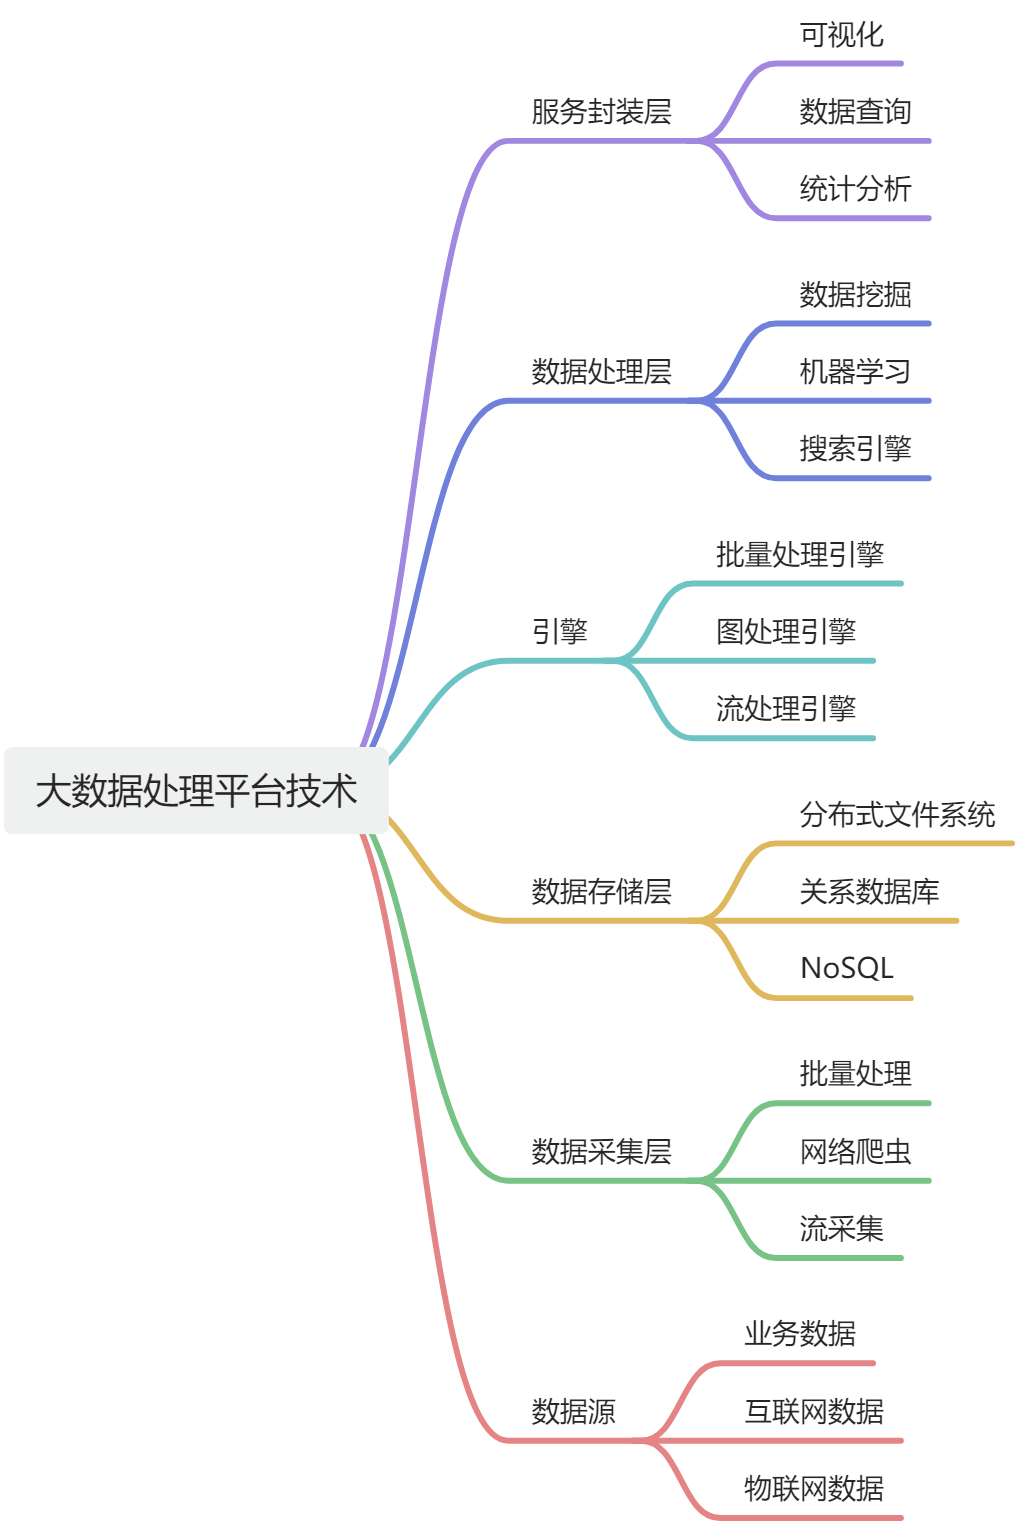 大数据处理平台技术
服务封装层
可视化
数据查询
统计分析
数据处理层
数据挖掘
机器学习
搜索引擎
引擎
批量处理引擎
图处理引擎
流处理引擎
数据存储层
分布式文件系统
关系数据库
NoSQL
数据采集层
批量处理
网络爬虫
流采集
数据源
业务数据
互联网数据
物联网数据